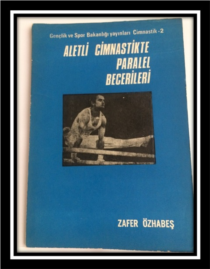 Gençlik ve Spor Bakanlığı yayınları Cimnastik-2
ALETLİ CİMNASTİKTE
PARALEL
BECERİLERİ
ZAFER ÖZHABEŞ